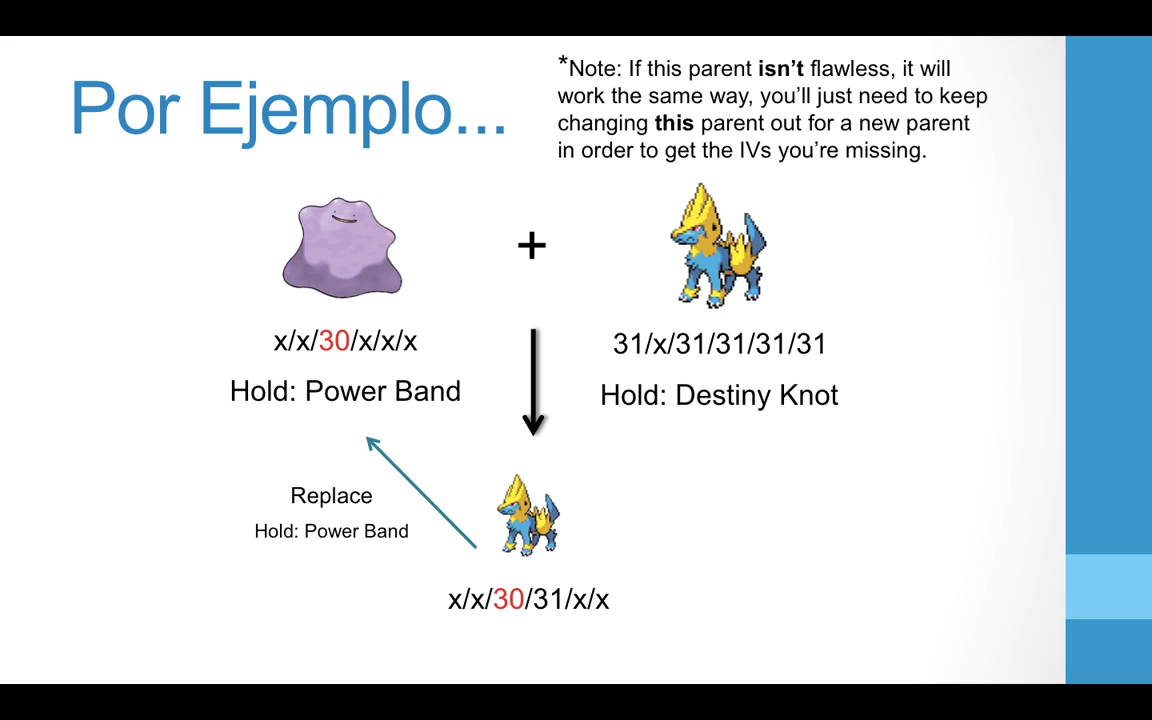 Por Ejemplo...
*Note: If this parent isn't flawless, it will
work the same way, you'll just need to keep
changing this parent out for a new parent
in order to get the IVs you're missing.
+
x/x/30/x/x/x
31/x/31/31/31/31
Hold: Power Band
Hold: Destiny Knot
Replace
Hold: Power Band
x/x/30/31/x/x